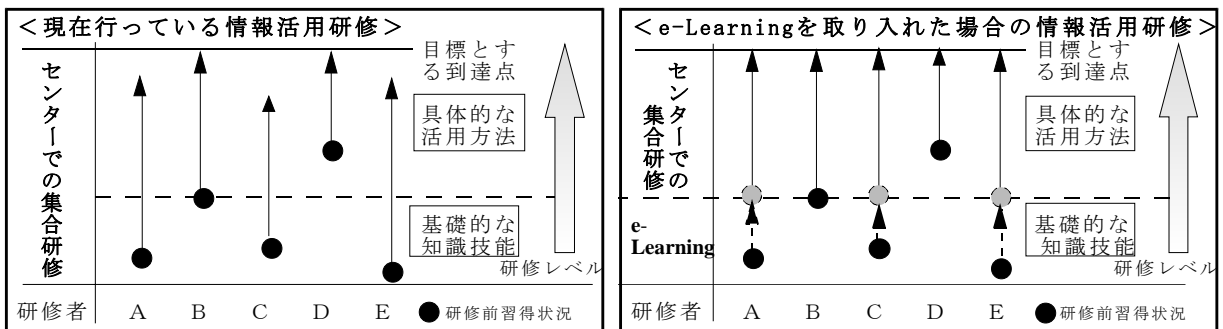 ＜現在行っている情報活用研修＞
センターでの集合研修
目標とす
る到達点
具体的な
活用方法
基礎的な
知識技能
研修レベル
研修者 A B C D E ●研修前習得状況
＜e-Learningを取り入れた場合の情報活用研修＞
センターでの
集合研修
e-
Learning
目標とす
る到達点
具体的な
活用方法
基礎的な
知識技能
研修レベル
研修者 A B C D E ●研修前習得状況